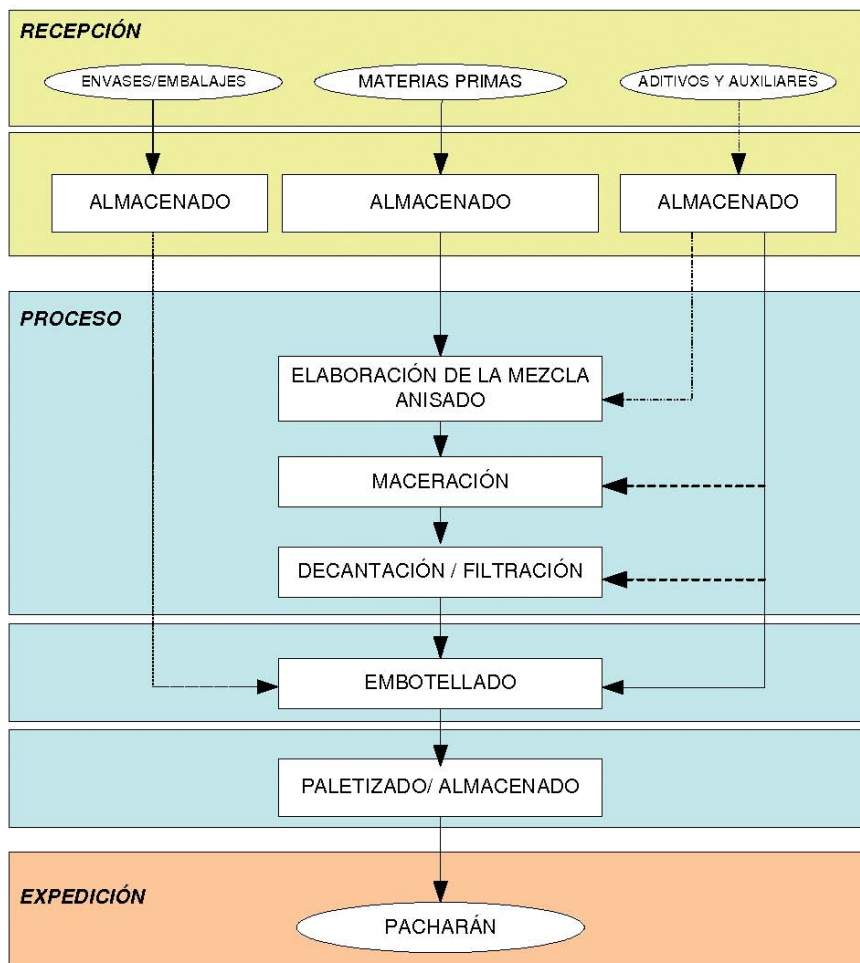 RECEPCIÓN
ENVASES/EMBALAJES
MATERIAS PRIMAS
ADITIVOS Y AUXILIARES
ALMACENADO
ALMACENADO
ALMACENADO
PROCESO
ELABORACIÓN DE LA MEZCLA
ANISADO
MACERACIÓN
DECANTACIÓN / FILTRACIÓN
EMBOTELLADO
PALETIZADO/ ALMACENADO
EXPEDICIÓN
PACHARÁN